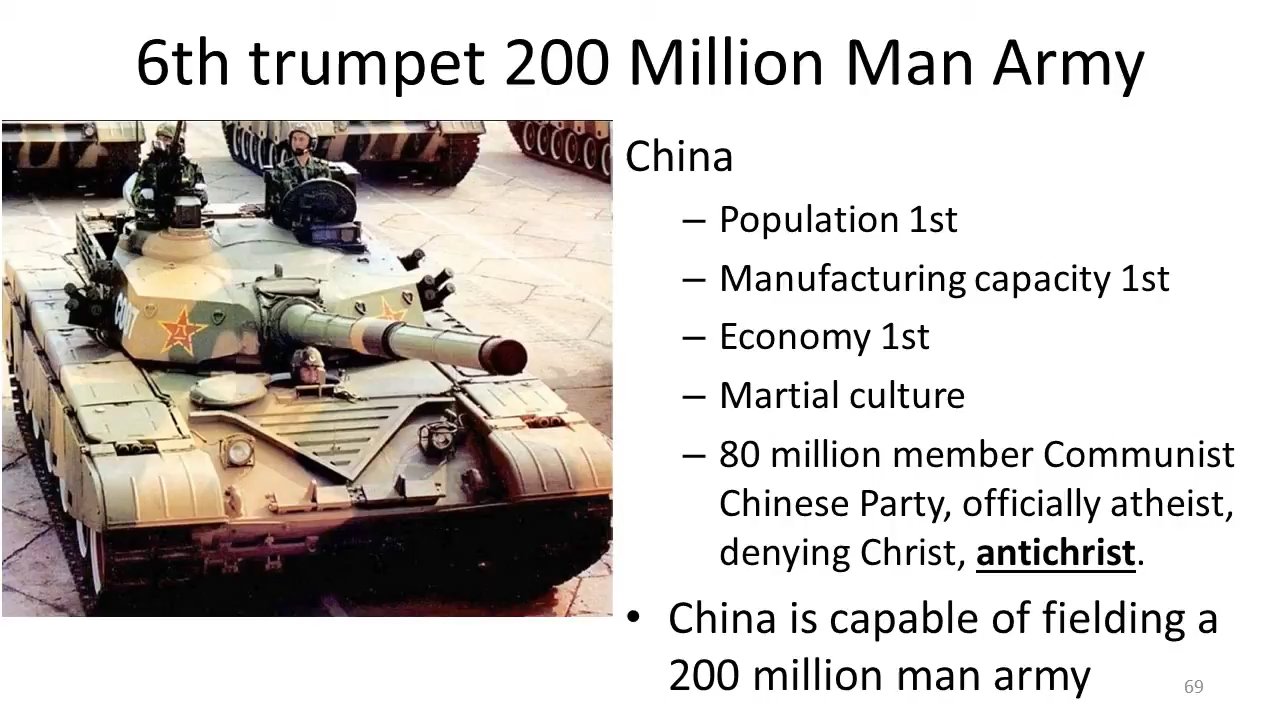 6th trumpet 200 Million Man Army
China
– Population 1st
– Manufacturing capacity 1st
– Economy 1st
– Martial culture
– 80 million member Communist
Chinese Party, officially atheist,
denying Christ, antichrist.
• China is capable of fielding a
200 million man army
69